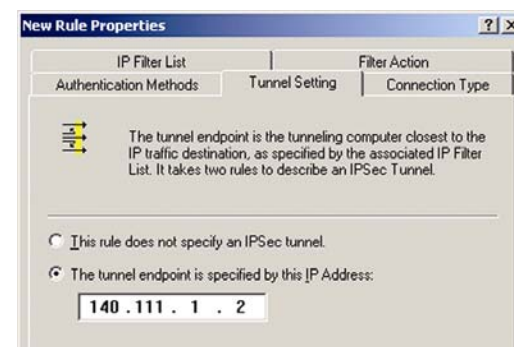 New Rule Properties
IP Filter List
Filter Action
Authentication Methods
Tunnel Setting
Connection Type
The tunnel endpoint is the tunneling computer closest to the
IP traffic destination, as specified by the associated IP Filter
List. It takes two rules to describe an IPSec Tunnel.
This rule does not specify an IPSec tunnel.
The tunnel endpoint is specified by this IP Address:
140 . 111 . 1 . 2